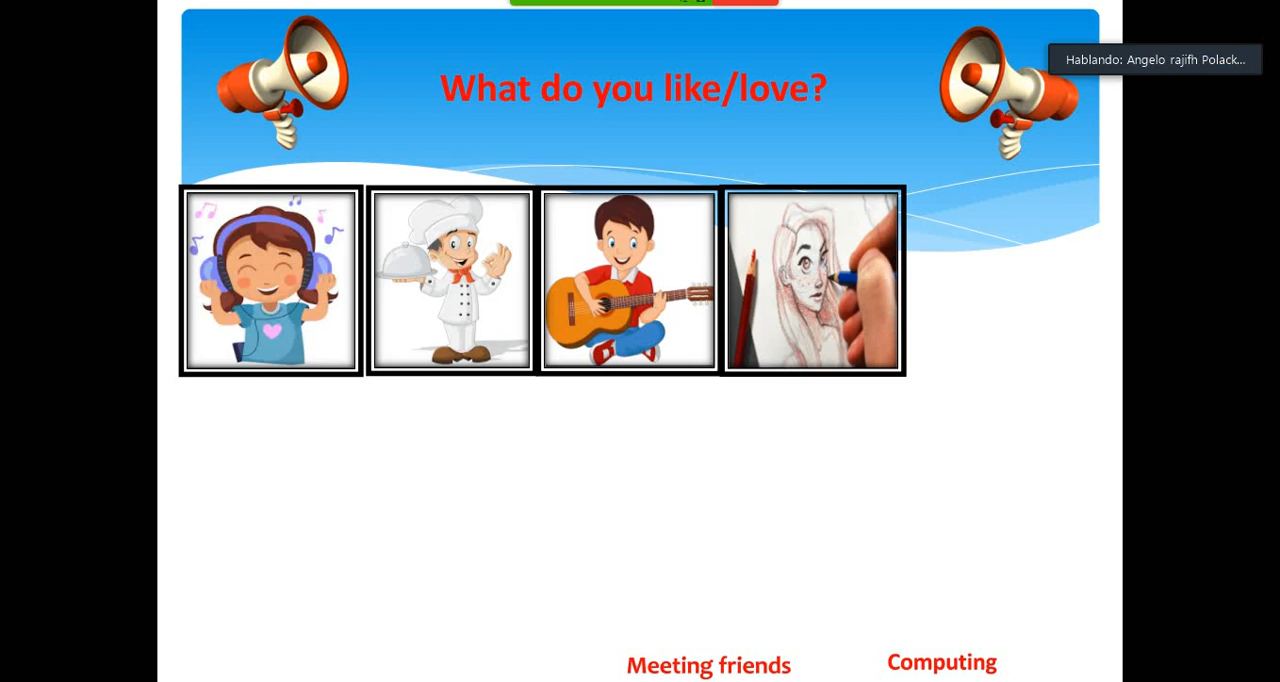 Hablando: Angelo rajifh Polack...
What do you like/love?
Meeting friends
Computing